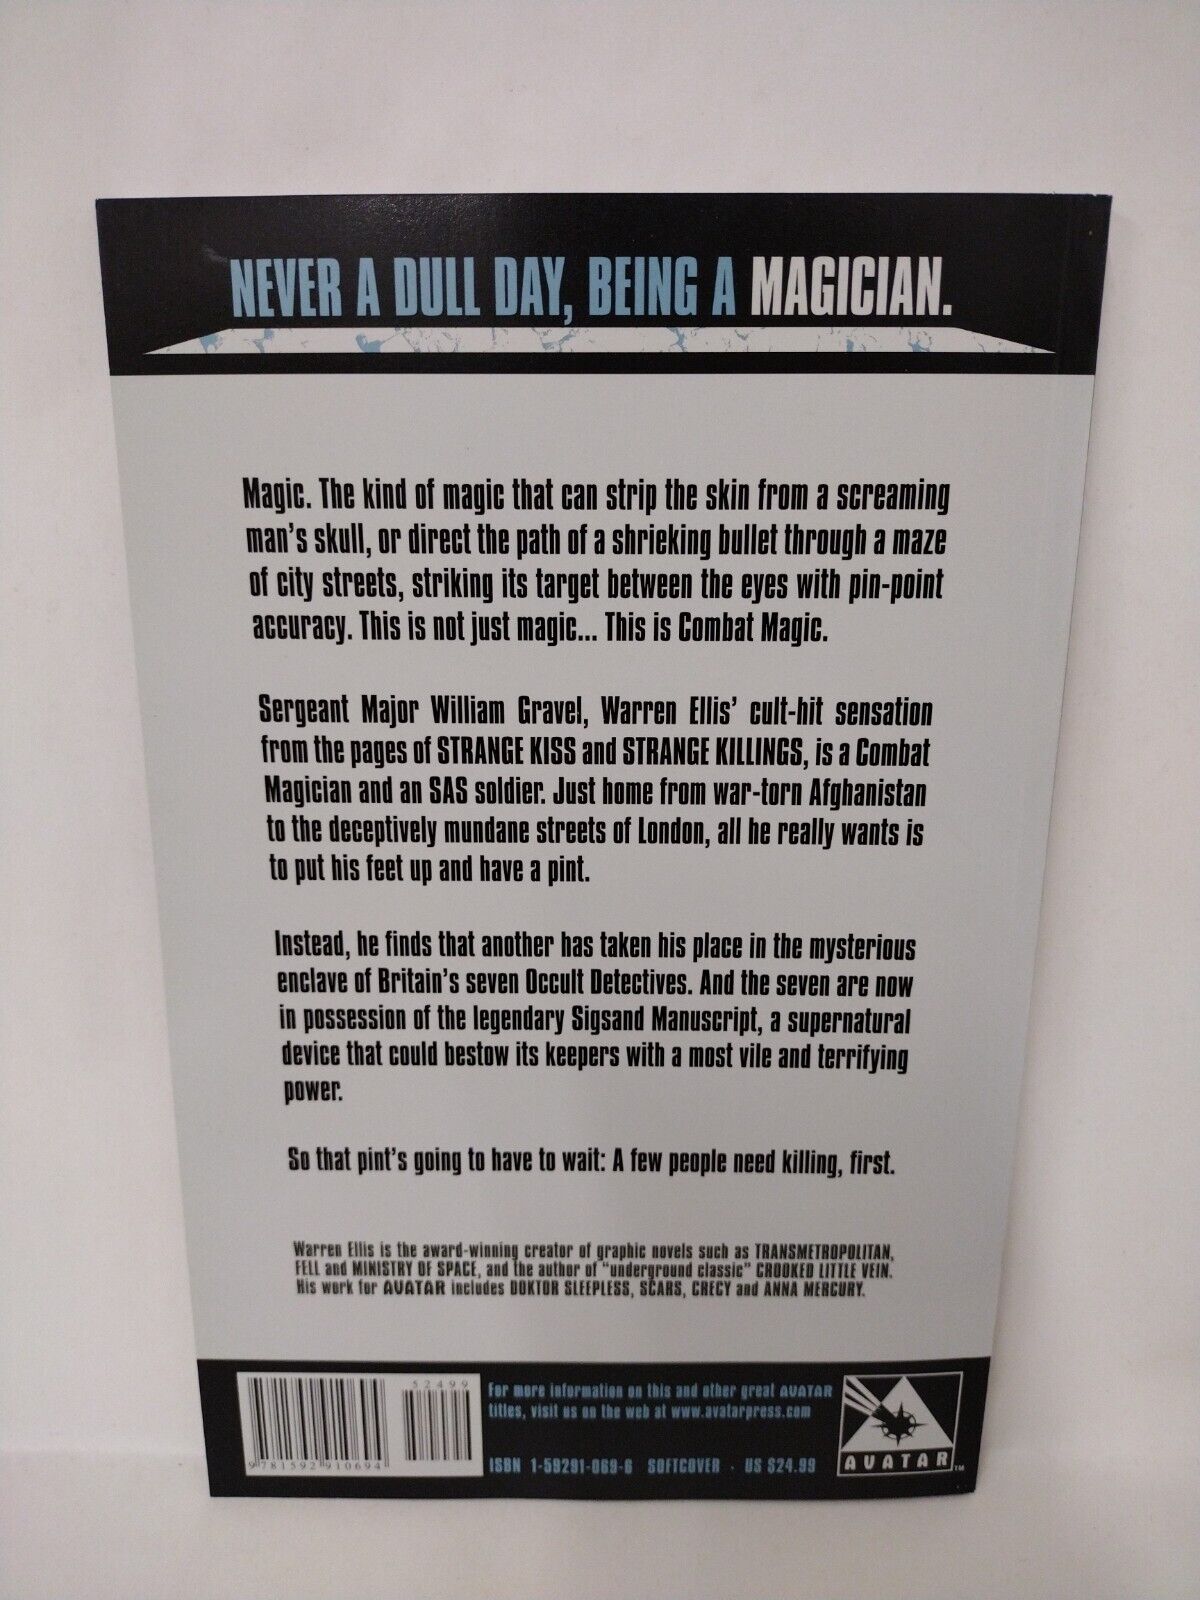 NEVER A DULL DAY, BEING A MAGICIAN.
Magic. The kind of magic that can strip the skin from a screaming
man's skull, or direct the path of a shrieking bullet through a maze
of city streets, striking its target between the eyes with pin-point
accuracy. This is not just magic... This is Combat Magic.
Sergeant Major William Gravel, Warren Ellis' cult-hit sensation
from the pages of STRANGE KISS and STRANGE KILLINGS, is a Combat
Magician and an SAS soldier. Just home from war-torn Afghanistan
to the deceptively mundane streets of London, all he really wants is
to put his feet up and have a pint.
Instead, he finds that another has taken his place in the mysterious
enclave of Britain's seven Occult Detectives. And the seven are now
in possession of the legendary Sigsand Manuscript, a supernatural
device that could bestow its keepers with a most vile and terrifying
power.
So that pint's going to have to wait: A few people need killing, first.
Warren Ellis is the award-winning creator of graphic novels such as TRANSMETROPOLITAN,
FELL and MINISTRY OF SPACE, and the author of "underground classic" CROOKED LITTLE VEIN.
His work for AVATAR includes DOKTOR SLEEPLESS, SCARS, CRECY and ANNA MERCURY.
52499
9781592910694
For more information on this and other great AVATAR
titles, visit us on the web at www.avatarpress.com
ISBN 1-59291-069-6 SOFTCOVER · US $24.99
AVATAR™